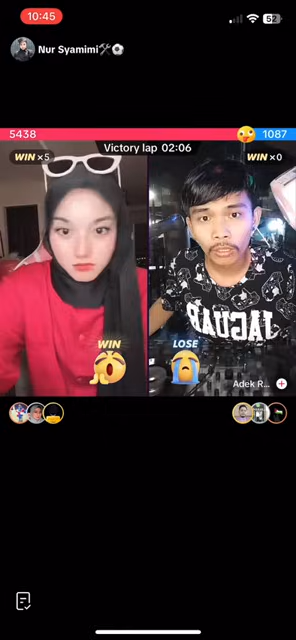 10:45
52
Nur Syamimi🛠⚽
5438
1087
Victory lap 02:06
WIN ×5
WIN ×0
JAGUAR
WIN
LOSE
Adek R...